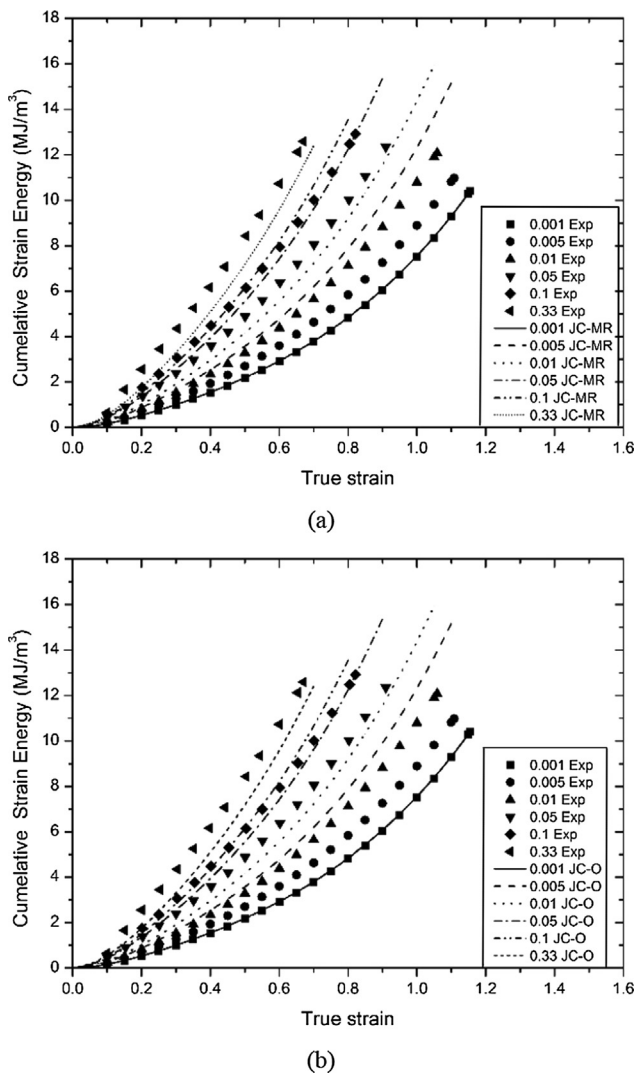 18
16
14
12
10
8
6
4
2
0
Cumelative Strain Energy (MJ/m³)
0.001 Exp
0.005 Exp
0.01 Exp
0.05 Exp
0.1 Exp
0.33 Exp
0.001 JC-MR
0.005 JC-MR
0.01 JC-MR
0.05 JC-MR
0.1 JC-MR
0.33 JC-MR
0.0 0.2 0.4 0.6 0.8 1.0 1.2 1.4 1.6
True strain
(a)
18
16
14
12
10
8
6
4
2
0
Cumelative Strain Energy (MJ/m³)
0.001 Exp
0.005 Exp
0.01 Exp
0.05 Exp
0.1 Exp
0.33 Exp
0.001 JC-O
0.005 JC-O
0.01 JC-O
0.05 JC-O
0.1 JC-O
0.33 JC-O
0.0 0.2 0.4 0.6 0.8 1.0 1.2 1.4 1.6
True strain
(b)